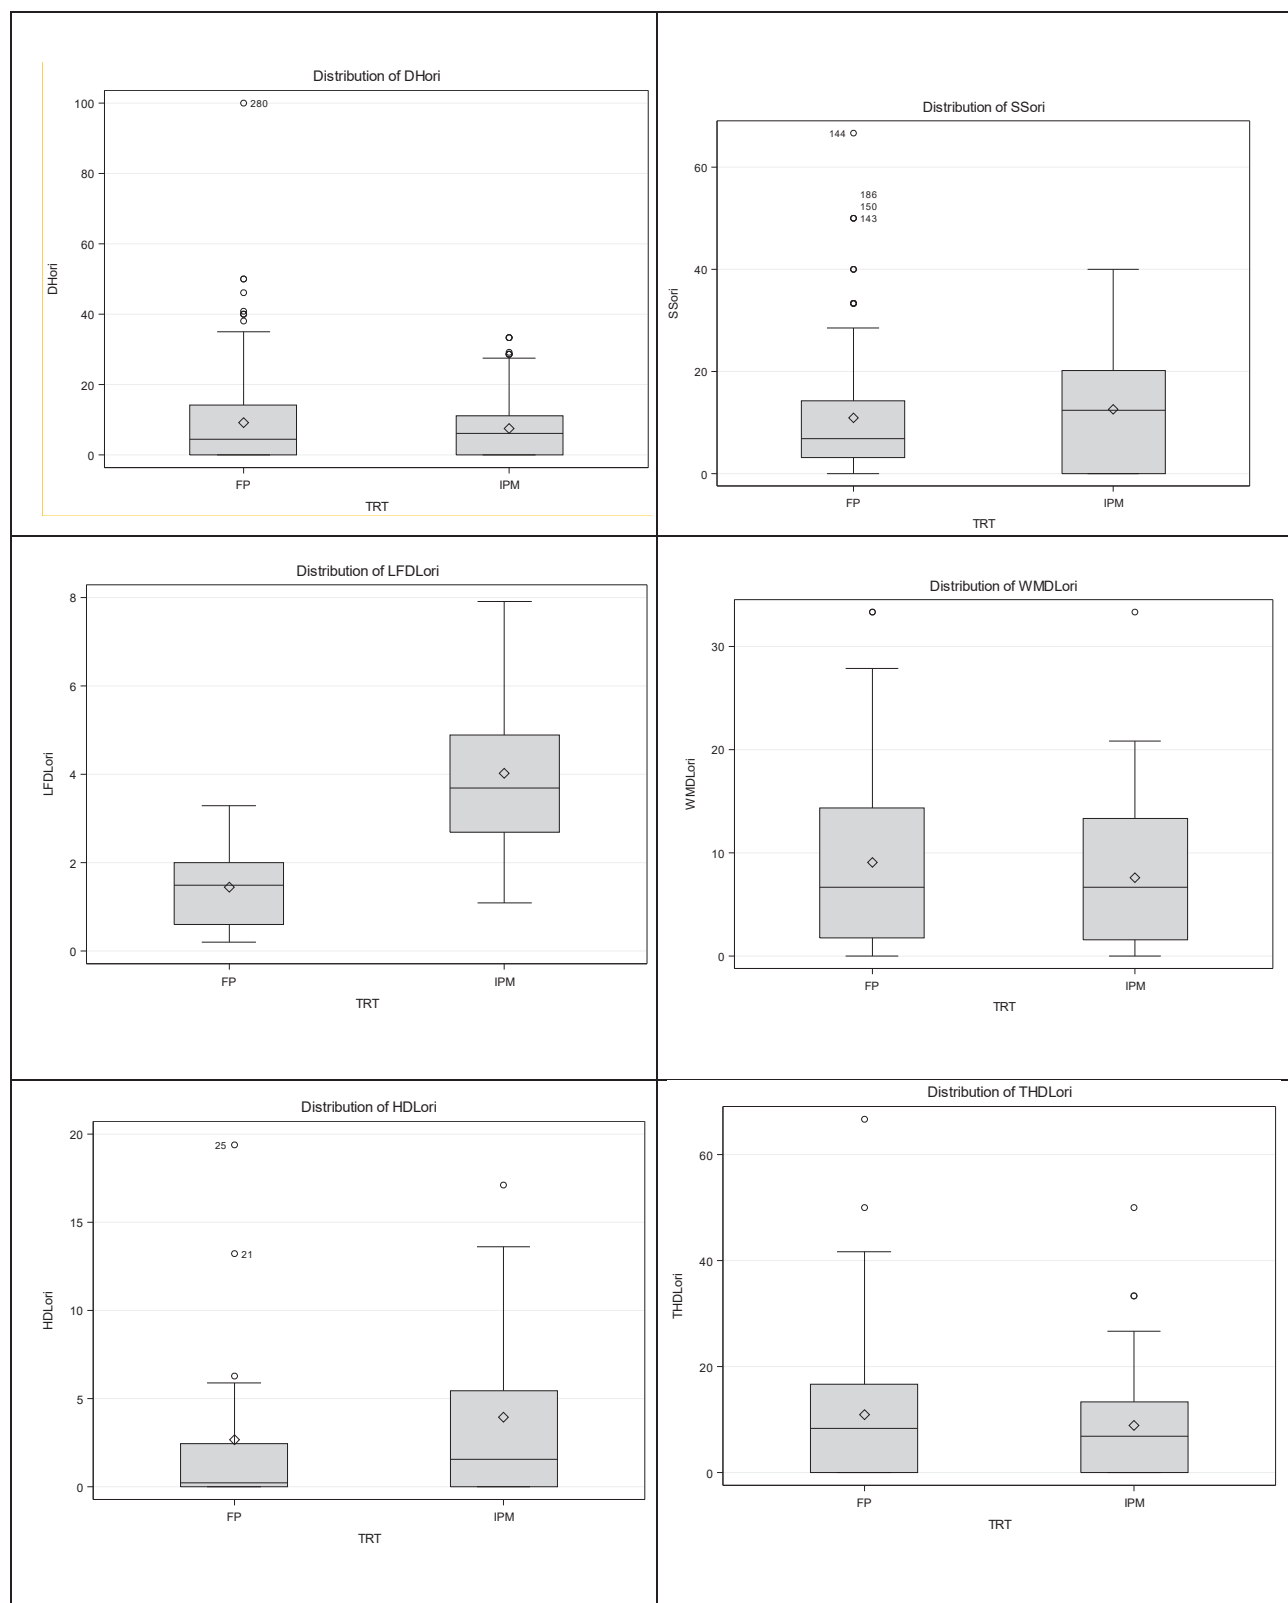 Distribution of DHori
100
280
80
60
DHori
40
20
0
FP
IPM
TRT
Distribution of SSori
144
60
186
150
143
40
SSori
20
0
FP
IPM
TRT
Distribution of LFDLori
8
6
LFDLori
4
2
0
FP
IPM
TRT
Distribution of WMDLori
30
20
WMDLori
10
0
FP
IPM
TRT
Distribution of HDLori
20
25
15
21
HDLori
10
5
0
FP
IPM
TRT
Distribution of THDLori
60
40
THDLori
20
0
FP
IPM
TRT